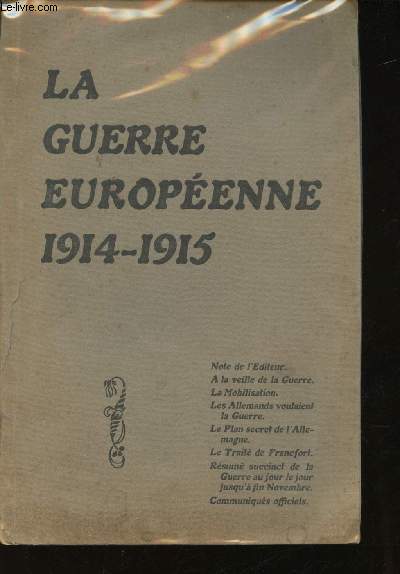 Le-livre.com
LA
GUERRE
EUROPÉENNE
1914-1915
Note de l'Editeur.
A la veille de la Guerre.
La Mobilisation.
Les Allemands voulaient
la Guerre.
Le Plan secret de l'Alle-
magne.
Le Traité de Francfort.
Résumé succinct de la
Guerre au jour le jour
jusqu'à fin Novembre.
Communiqués officiels.